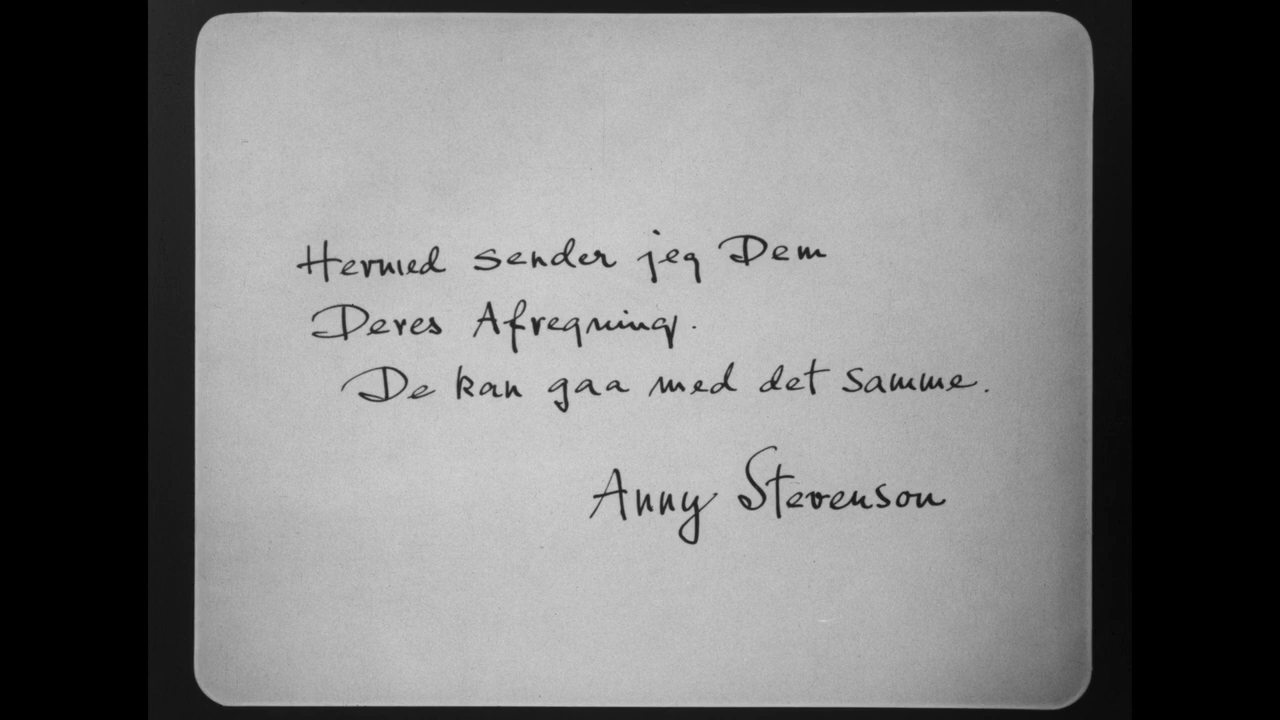 Hermed sender jeg Dem
Deres Afregning.
De kan gaa med det samme.
Anny Stevenson